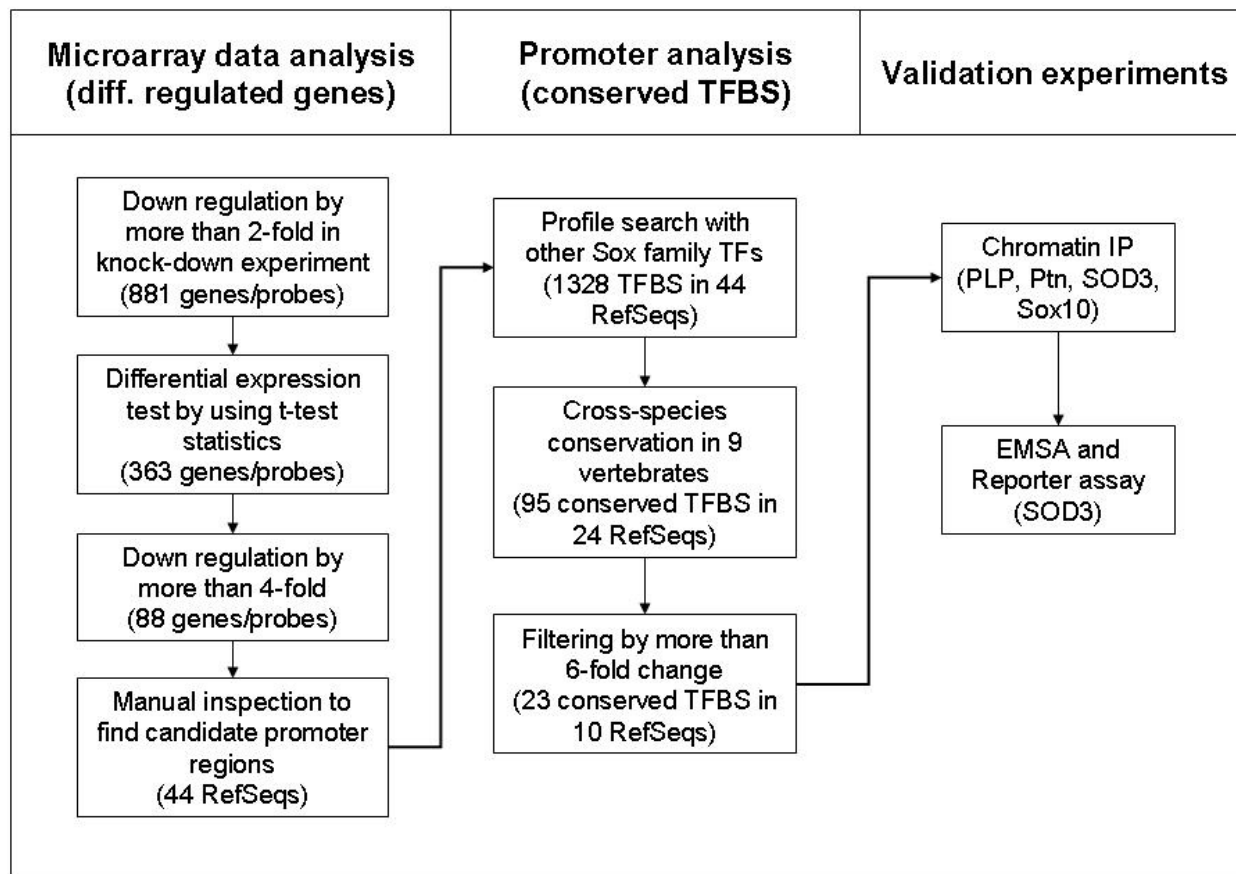 Microarray data analysis
(diff. regulated genes)
Promoter analysis
(conserved TFBS)
Validation experiments
Down regulation by
more than 2-fold in
knock-down experiment
(881 genes/probes)
Differential expression
test by using t-test
statistics
(363 genes/probes)
Down regulation by
more than 4-fold
(88 genes/probes)
Manual inspection to
find candidate promoter
regions
(44 RefSeqs)
Profile search with
other Sox family TFs
(1328 TFBS in 44
RefSeqs)
Cross-species
conservation in 9
vertebrates
(95 conserved TFBS in
24 RefSeqs)
Filtering by more than
6-fold change
(23 conserved TFBS in
10 RefSeqs)
Chromatin IP
(PLP, Ptn, SOD3,
Sox10)
EMSA and
Reporter assay
(SOD3)